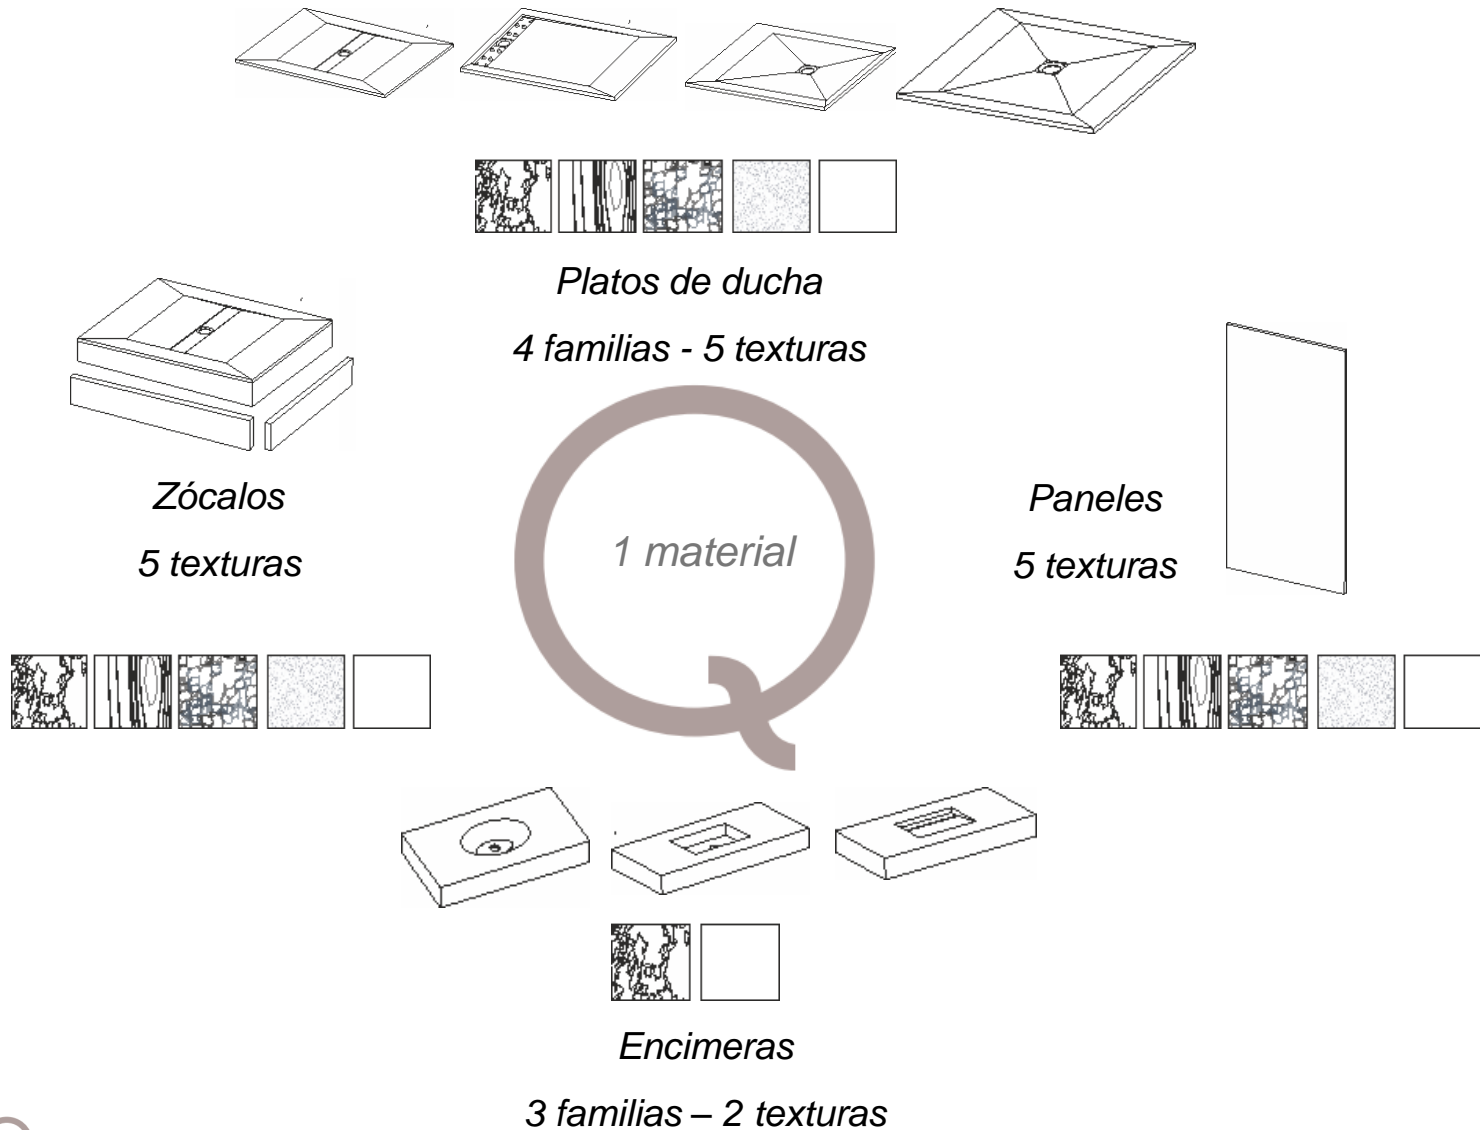 Platos de ducha
4 familias - 5 texturas
Zócalos
5 texturas
1 material
Paneles
5 texturas
Encimeras
3 familias – 2 texturas